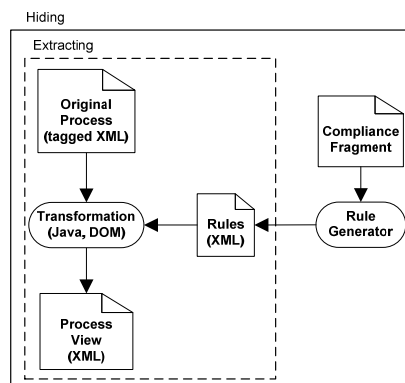 Hiding
Extracting
Original
Process
(tagged XML)
Compliance
Fragment
Transformation
(Java, DOM)
Rules
(XML)
Rule
Generator
Process
View
(XML)